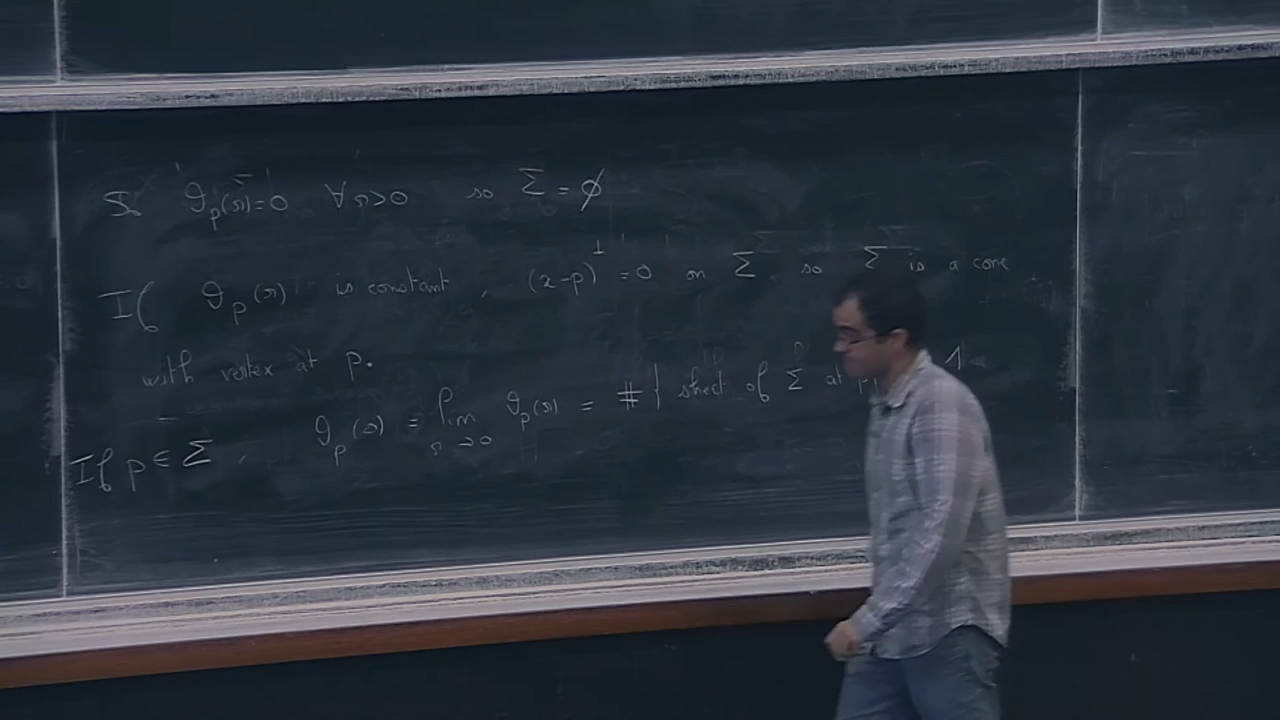 If ϑ_p(r)=0 ∀r>0 so Σ = ∅
If ϑ_p(r) is constant, (x-p)^⊥ = 0 on Σ, so Σ is a cone
with vertex at p.
If p ∈ Σ, ϑ_p(0) = lim_{r→0} ϑ_p(r) = #{ sheet of Σ at p